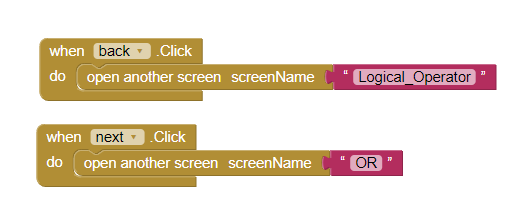 when back .Click
do open another screen screenName “ Logical_Operator ”
when next .Click
do open another screen screenName “ OR ”